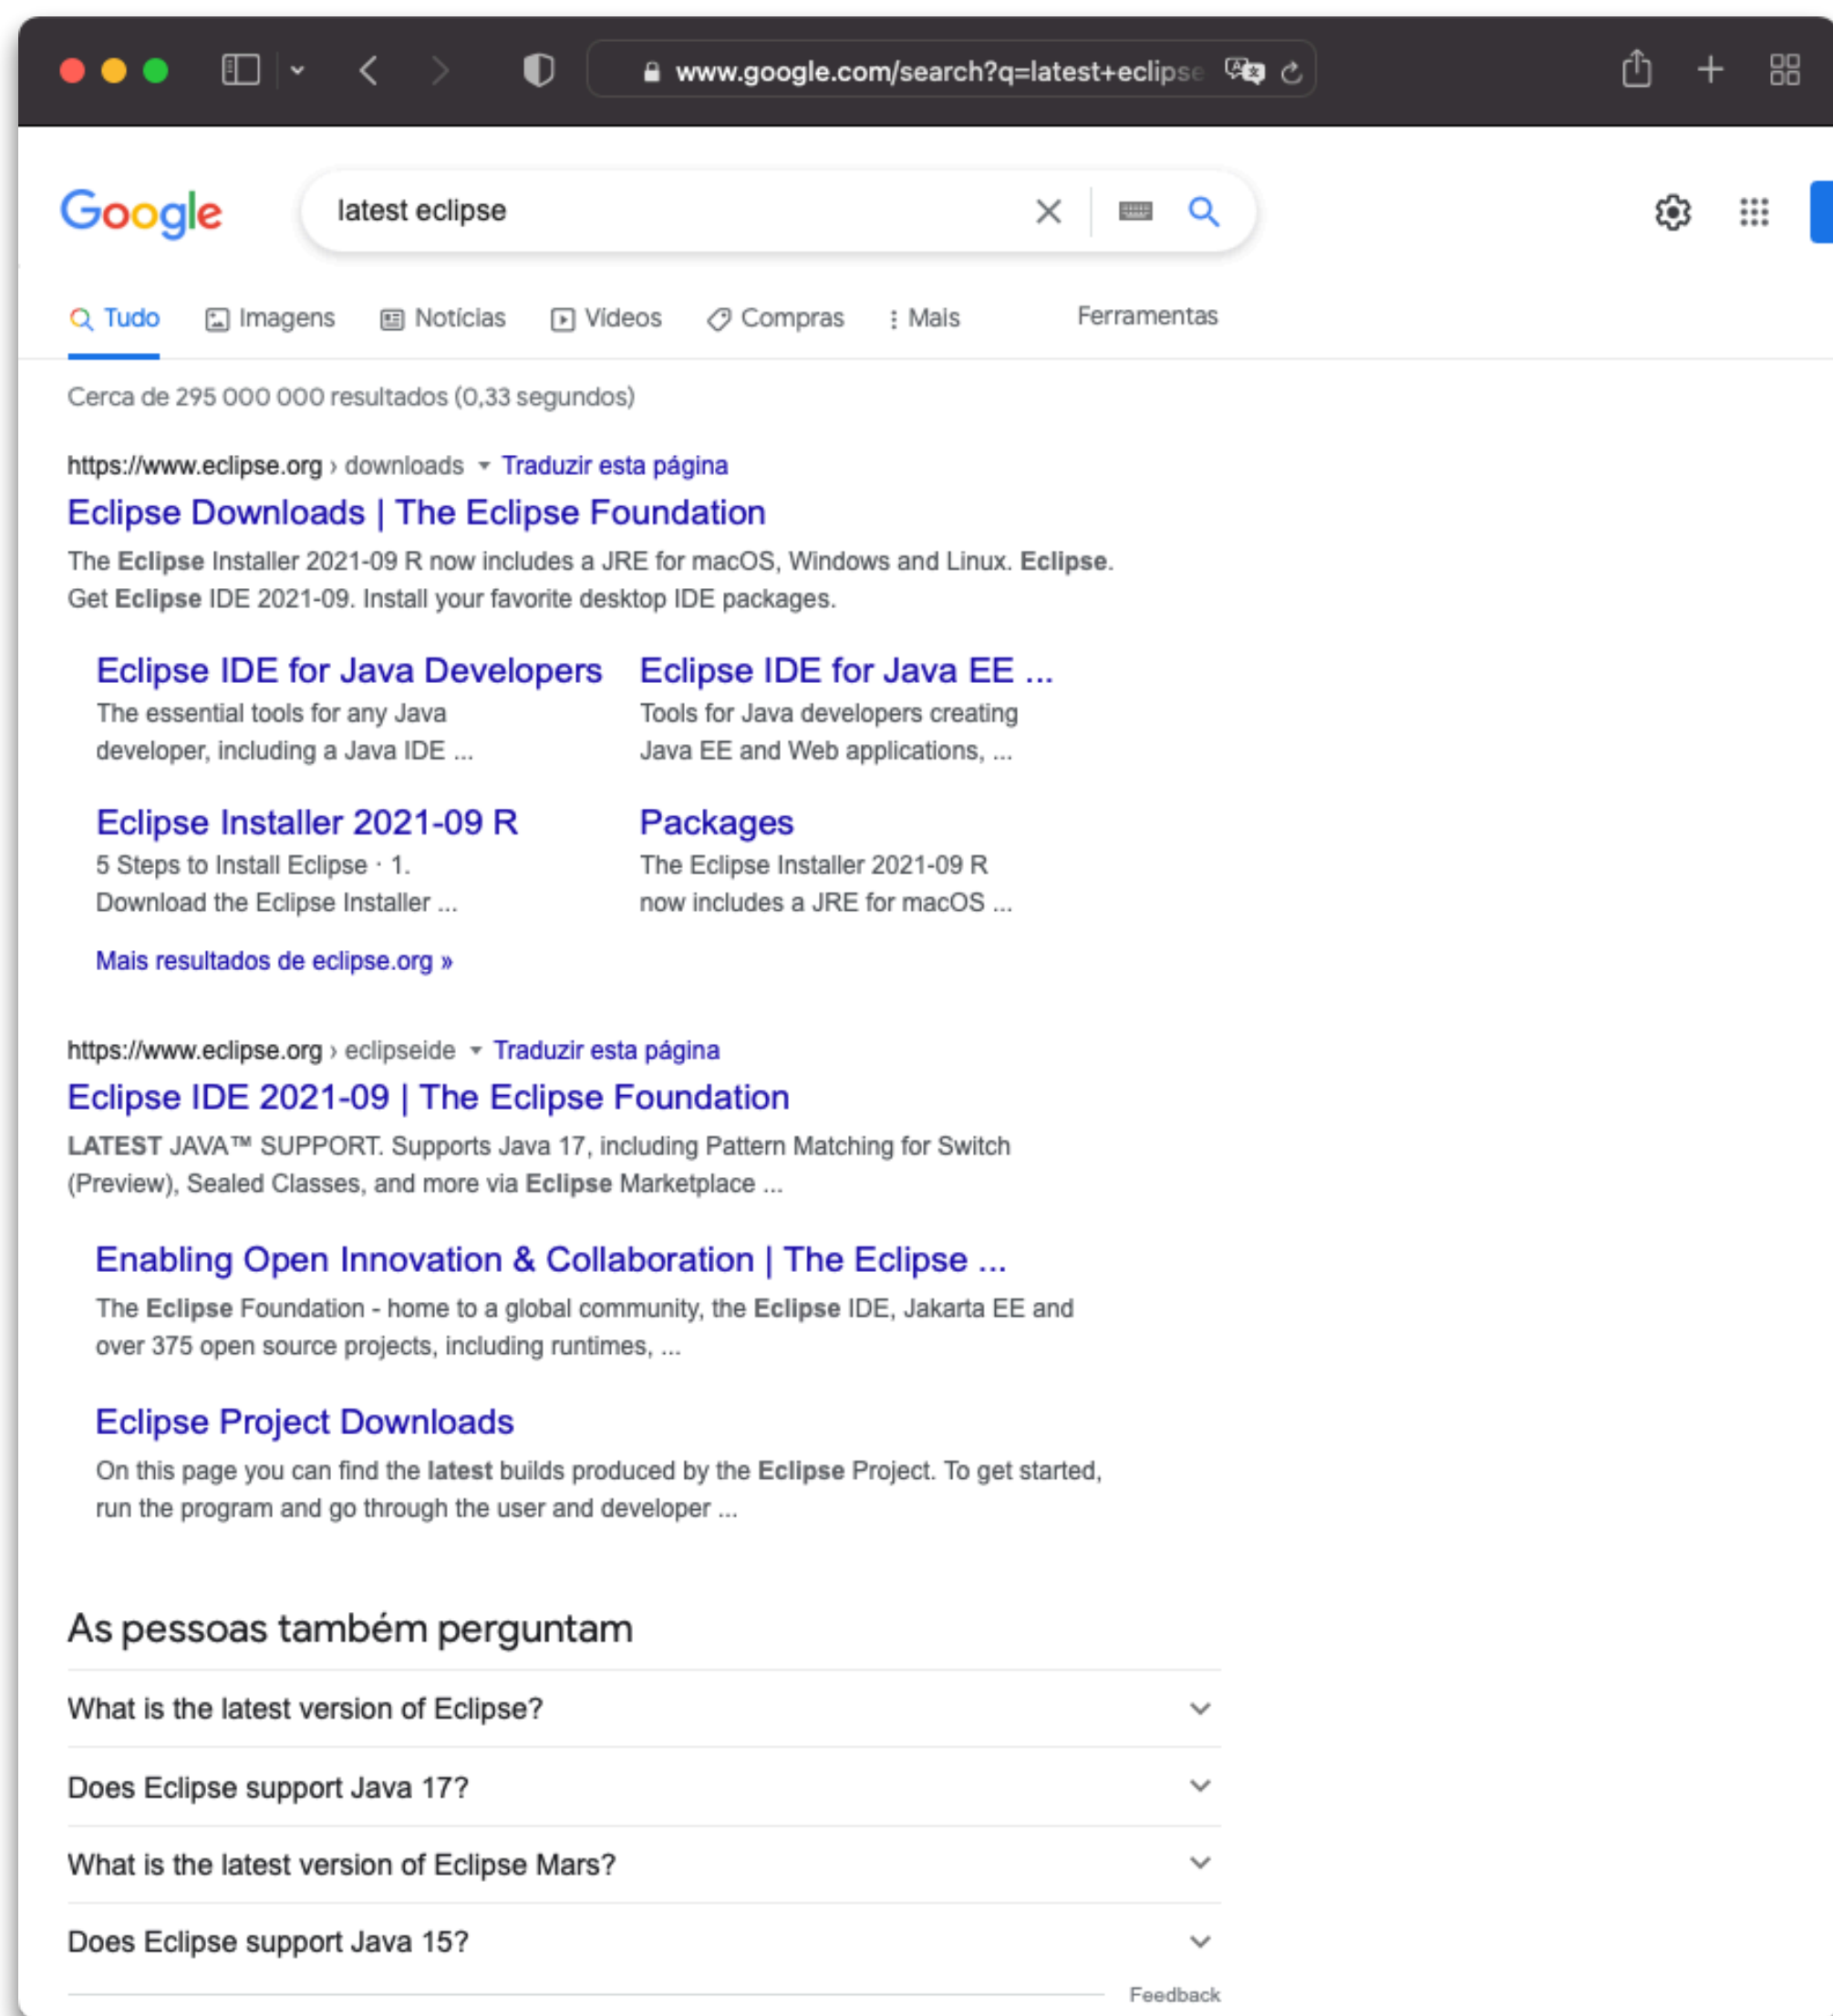 www.google.com/search?q=latest+eclipse
Google
latest eclipse
Tudo Imagens Notícias Vídeos Compras Mais Ferramentas
Cerca de 295 000 000 resultados (0,33 segundos)
https://www.eclipse.org › downloads Traduzir esta página
Eclipse Downloads | The Eclipse Foundation
The Eclipse Installer 2021-09 R now includes a JRE for macOS, Windows and Linux. Eclipse.
Get Eclipse IDE 2021-09. Install your favorite desktop IDE packages.
Eclipse IDE for Java Developers
The essential tools for any Java
developer, including a Java IDE ...
Eclipse IDE for Java EE ...
Tools for Java developers creating
Java EE and Web applications, ...
Eclipse Installer 2021-09 R
5 Steps to Install Eclipse · 1.
Download the Eclipse Installer ...
Packages
The Eclipse Installer 2021-09 R
now includes a JRE for macOS ...
Mais resultados de eclipse.org »
https://www.eclipse.org › eclipseide Traduzir esta página
Eclipse IDE 2021-09 | The Eclipse Foundation
LATEST JAVA™ SUPPORT. Supports Java 17, including Pattern Matching for Switch
(Preview), Sealed Classes, and more via Eclipse Marketplace ...
Enabling Open Innovation & Collaboration | The Eclipse ...
The Eclipse Foundation - home to a global community, the Eclipse IDE, Jakarta EE and
over 375 open source projects, including runtimes, ...
Eclipse Project Downloads
On this page you can find the latest builds produced by the Eclipse Project. To get started,
run the program and go through the user and developer ...
As pessoas também perguntam
What is the latest version of Eclipse?
Does Eclipse support Java 17?
What is the latest version of Eclipse Mars?
Does Eclipse support Java 15?
Feedback